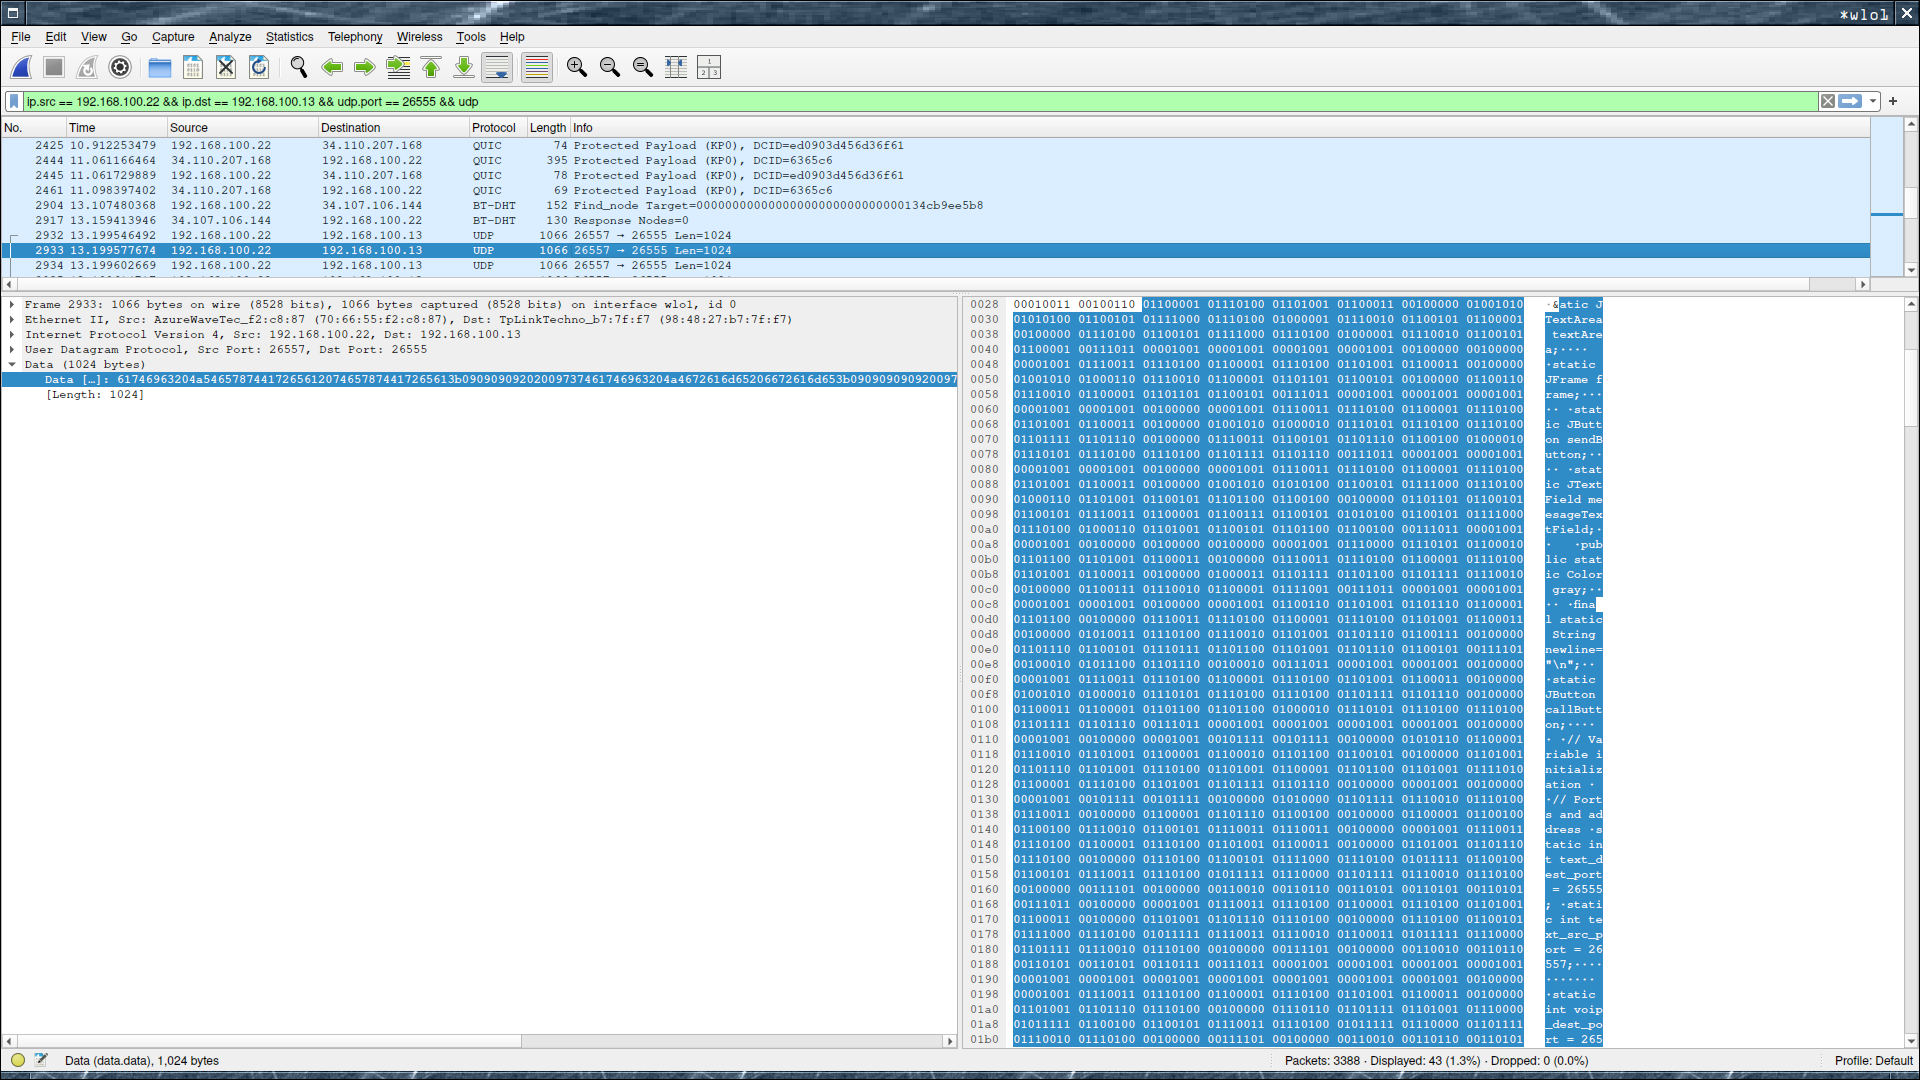 *wlo1
File Edit View Go Capture Analyze Statistics Telephony Wireless Tools Help
ip.src == 192.168.100.22 && ip.dst == 192.168.100.13 && udp.port == 26555 && udp
No. Time Source Destination Protocol Length Info
2425 10.912253479 192.168.100.22 34.110.207.168 QUIC 74 Protected Payload (KP0), DCID=ed0903d456d36f61
2444 11.061166464 34.110.207.168 192.168.100.22 QUIC 395 Protected Payload (KP0), DCID=6365c6
2445 11.061729889 192.168.100.22 34.110.207.168 QUIC 78 Protected Payload (KP0), DCID=ed0903d456d36f61
2461 11.098397402 34.110.207.168 192.168.100.22 QUIC 69 Protected Payload (KP0), DCID=6365c6
2904 13.107480368 192.168.100.22 34.107.106.144 BT-DHT 152
2917 13.159413946 34.107.106.144 192.168.100.22 BT-DHT 130 Response Nodes=0
2932 13.199546492 192.168.100.22 192.168.100.13 UDP 1066 26557 → 26555 Len=1024
2933 13.199577674 192.168.100.22 192.168.100.13 UDP 1066 26557 → 26555 Len=1024
2934 13.199602669 192.168.100.22 192.168.100.13 UDP 1066 26557 → 26555 Len=1024
Frame 2933: 1066 bytes on wire (8528 bits), 1066 bytes captured (8528 bits) on interface wlo1, id 0
Ethernet II, Src: AzureWaveTec_f2:c8:87 (70:66:55:f2:c8:87), Dst: TpLinkTechno_b7:7f:f7 (98:48:27:b7:7f:f7)
Internet Protocol Version 4, Src: 192.168.100.22, Dst: 192.168.100.13
User Datagram Protocol, Src Port: 26557, Dst Port: 26555
Data (1024 bytes)
Data […]: 61746963204a54657874417265612074657874417265613b09090909202009737461746963204a4672616d65206672616d653b090909090920097
[Length: 1024]
0028 00010011 00100110 01100001 01110100 01101001 01100011 00100000 01001010 ·&atic J
0030 01010100 01100101 01111000 01110100 01000001 01110010 01100101 01100001 TextArea
0038 00100000 01110100 01100101 01111000 01110100 01000001 01110010 01100101 textAre
0040 01100001 00111011 00001001 00001001 00001001 00001001 00100000 00100000 a;····
0048 00001001 01110011 01110100 01100001 01110100 01101001 01100011 00100000 ·static
0050 01001010 01000110 01110010 01100001 01101101 01100101 00100000 01100110 JFrame f
0058 01110010 01100001 01101101 01100101 00111011 00001001 00001001 00001001 rame;···
0060 00001001 00001001 00100000 00001001 01110011 01110100 01100001 01110100 ·· ·stat
0068 01101001 01100011 00100000 01001010 01000010 01110101 01110100 01110100 ic JButt
0070 01101111 01101110 00100000 01110011 01100101 01101110 01100100 01000010 on sendB
0078 01110101 01110100 01110100 01101111 01101110 00111011 00001001 00001001 utton;··
0080 00001001 00001001 00100000 00001001 01110011 01110100 01100001 01110100 ·· ·stat
0088 01101001 01100011 00100000 01001010 01010100 01100101 01111000 01110100 ic JText
0090 01000110 01101001 01100101 01101100 01100100 00100000 01101101 01100101 Field me
0098 01100101 01110011 01100001 01100111 01100101 01010100 01100101 01111000 esageTex
00a0 01110100 01000110 01101001 01100101 01101100 01100100 00111011 00001001 tField;·
00a8 00001001 00100000 00100000 00100000 00001001 01110000 01110101 01100010 · ·pub
00b0 01101100 01101001 01100011 00100000 01110011 01110100 01100001 01110100 lic stat
00b8 01101001 01100011 00100000 01000011 01101111 01101100 01101111 01110010 ic Color
00c0 00100000 01100111 01110010 01100001 01111001 00111011 00001001 00001001 gray;··
00c8 00001001 00001001 00100000 00001001 01100110 01101001 01101110 01100001 ·· ·fina
00d0 01101100 00100000 01110011 01110100 01100001 01110100 01101001 01100011 l static
00d8 00100000 01010011 01110100 01110010 01101001 01101110 01100111 00100000 String
00e0 01101110 01100101 01110111 01101100 01101001 01101110 01100101 00111101 newline=
00e8 00100010 01011100 01101110 00100010 00111011 00001001 00001001 00100000 "\n";··
00f0 00001001 01110011 01110100 01100001 01110100 01101001 01100011 00100000 ·static
00f8 01001010 01000010 01110101 01110100 01110100 01101111 01101110 00100000 JButton
0100 01100011 01100001 01101100 01101100 01000010 01110101 01110100 01110100 callButt
0108 01101111 01101110 00111011 00001001 00001001 00001001 00001001 00100000 on;····
0110 00001001 00100000 00001001 00101111 00101111 00100000 01010110 01100001 · ·// Va
0118 01110010 01101001 01100001 01100010 01101100 01100101 00100000 01101001 riable i
0120 01101110 01101001 01110100 01101001 01100001 01101100 01101001 01111010 nitializ
0128 01100001 01110100 01101001 01101111 01101110 00100000 00001001 00100000 ation ·
0130 00001001 00101111 00101111 00100000 01010000 01101111 01110010 01110100 ·// Port
0138 01110011 00100000 01100001 01101110 01100100 00100000 01100001 01100100 s and ad
0140 01100100 01110010 01100101 01110011 01110011 00100000 00001001 01110011 dress ·s
0148 01110100 01100001 01110100 01101001 01100011 00100000 01101001 01101110 tatic in
0150 01110100 00100000 01110100 01100101 01111000 01110100 01011111 01100100 t text_d
0158 01100101 01110011 01110100 01011111 01110000 01101111 01110010 01110100 est_port
0160 00100000 00111101 00100000 00110010 00110110 00110101 00110101 00110101 = 26555
0168 00111011 00100000 00001001 01110011 01110100 01100001 01110100 01101001 ; ·stati
0170 01100011 00100000 01101001 01101110 01110100 00100000 01110100 01100101 c int te
0178 01111000 01110100 01011111 01110011 01110010 01100011 01011111 01110000 xt_src_p
0180 01101111 01110010 01110100 00100000 00111101 00100000 00110010 00110110 ort = 26
0188 00110101 00110101 00110111 00111011 00001001 00001001 00001001 00001001 557;····
0190 00001001 00001001 00001001 00001001 00001001 00001001 00001001 00100000 ·······
0198 00001001 01110011 01110100 01100001 01110100 01101001 01100011 00100000 ·static
01a0 01101001 01101110 01110100 00100000 01110110 01101111 01101001 01110000 int voip
01a8 01011111 01100100 01100101 01110011 01110100 01011111 01110000 01101111 _dest_po
01b0 01110010 01110100 00100000 00111101 00100000 00110010 00110110 00110101 rt = 265
Data (data.data), 1,024 bytes
Packets: 3388 · Displayed: 43 (1.3%) · Dropped: 0 (0.0%)
Profile: Default